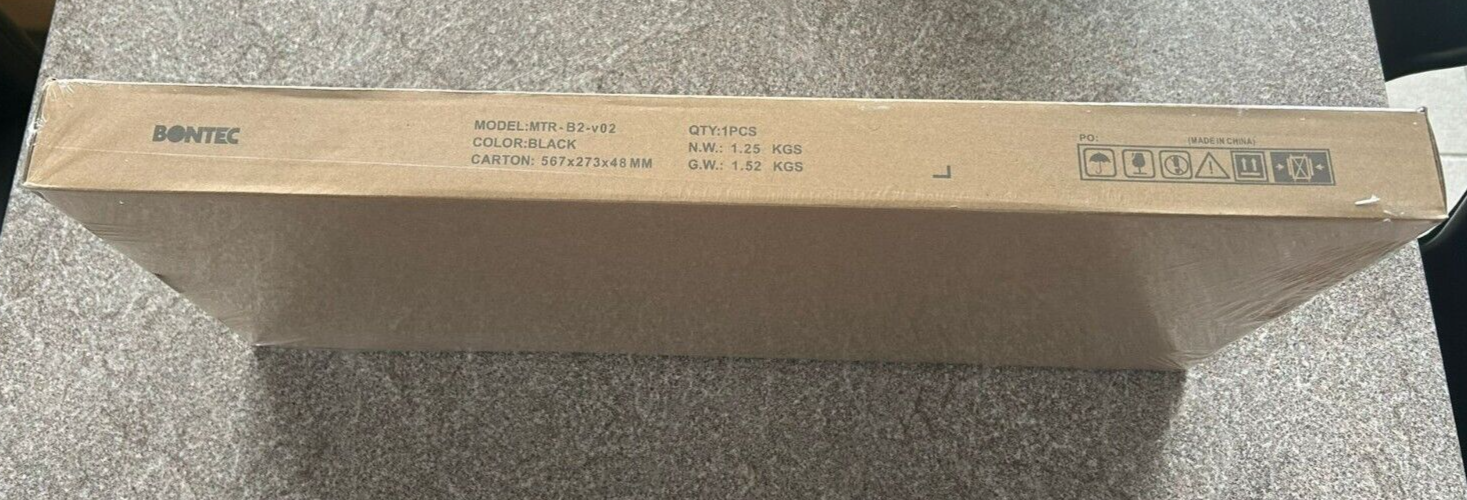 BONTEC
MODEL:MTR-B2-v02
COLOR:BLACK
CARTON: 567x273x48 MM
QTY:1PCS
N.W.: 1.25 KGS
G.W.: 1.52 KGS
PO:
(MADE IN CHINA)